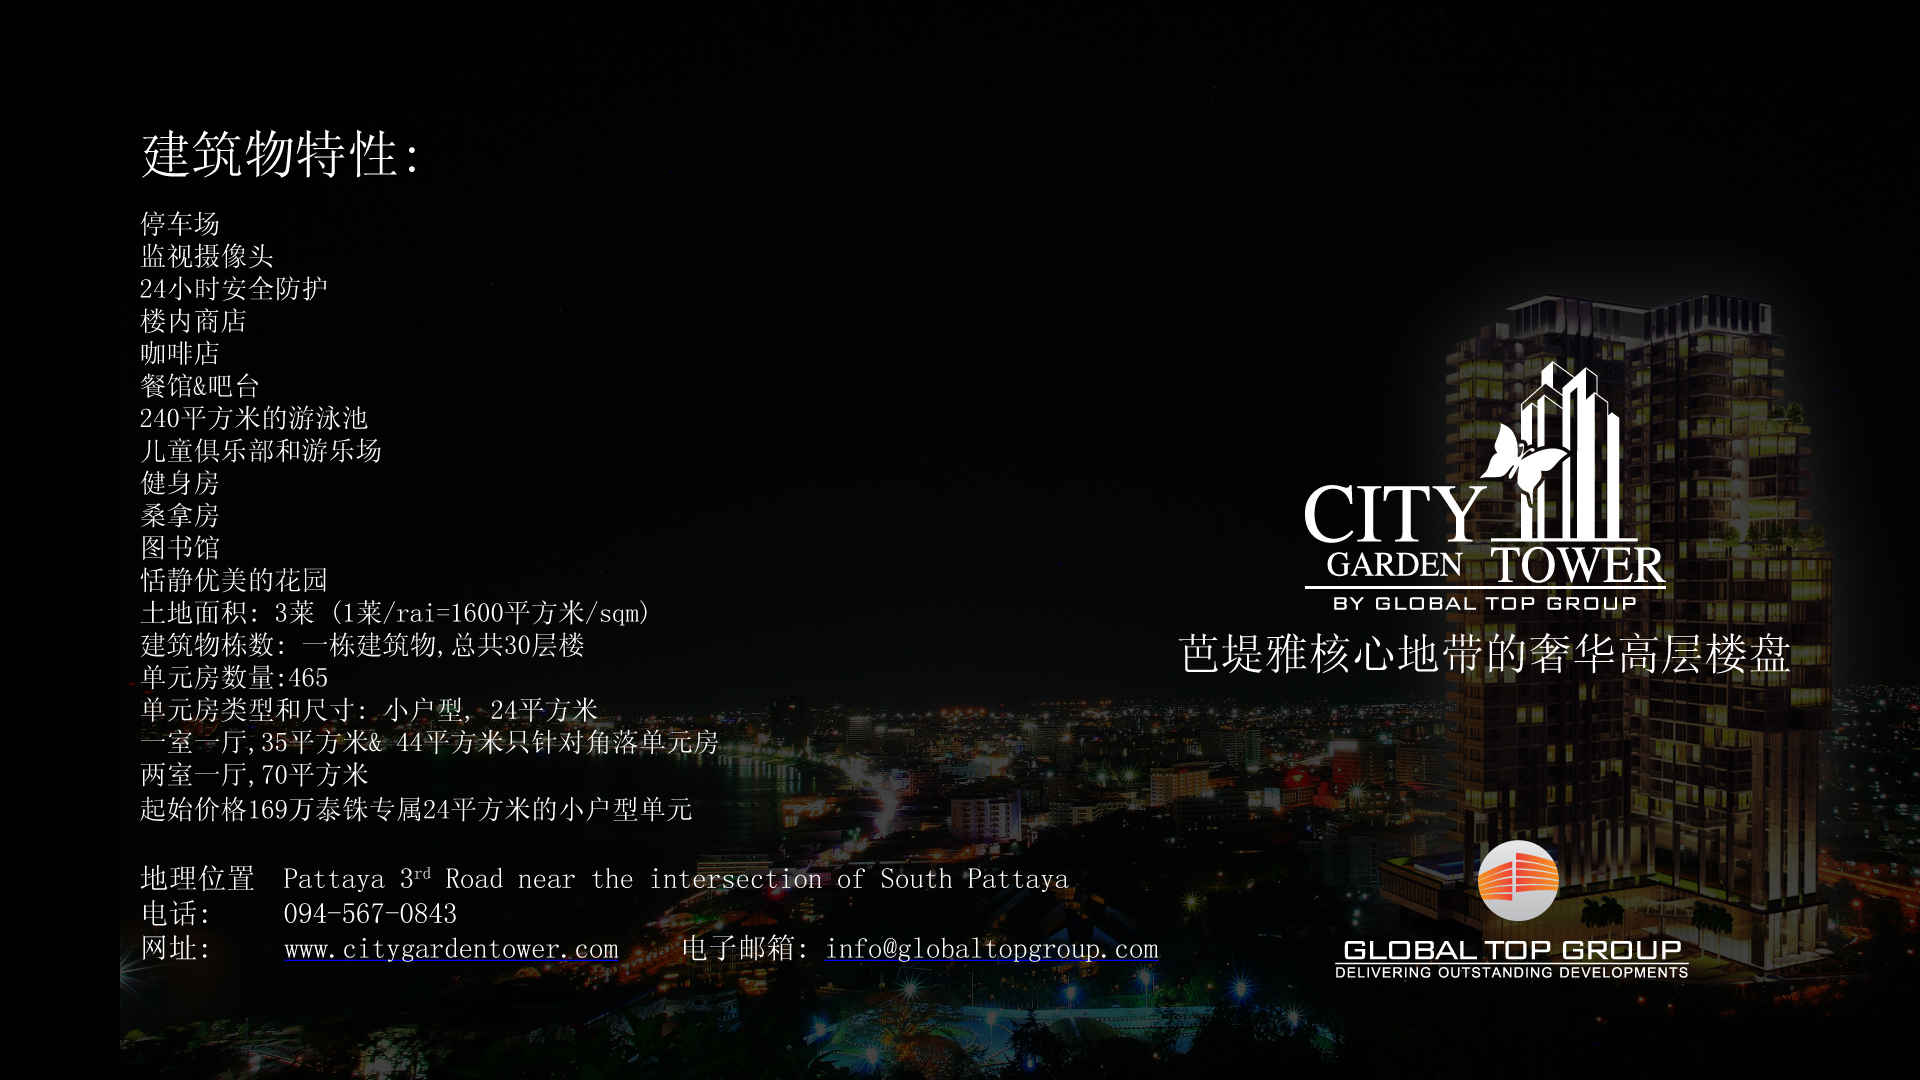 建筑物特性:
停车场
监视摄像头
24小时安全防护
楼内商店
咖啡店
餐馆&吧台
240平方米的游泳池
儿童俱乐部和游乐场
健身房
桑拿房
图书馆
恬静优美的花园
土地面积: 3莱 (1莱/rai=1600平方米/sqm)
建筑物栋数: 一栋建筑物,总共30层楼
单元房数量:465
单元房类型和尺寸: 小户型, 24平方米
一室一厅,35平方米& 44平方米只针对角落单元房
两室一厅,70平方米
起始价格169万泰铢专属24平方米的小户型单元
地理位置 Pattaya 3rd Road near the intersection of South Pattaya
电话: 094-567-0843
网址: www.citygardentower.com 电子邮箱: info@globaltopgroup.com
CITY
GARDEN TOWER
BY GLOBAL TOP GROUP
芭堤雅核心地带的奢华高层楼盘
GLOBAL TOP GROUP
DELIVERING OUTSTANDING DEVELOPMENTS